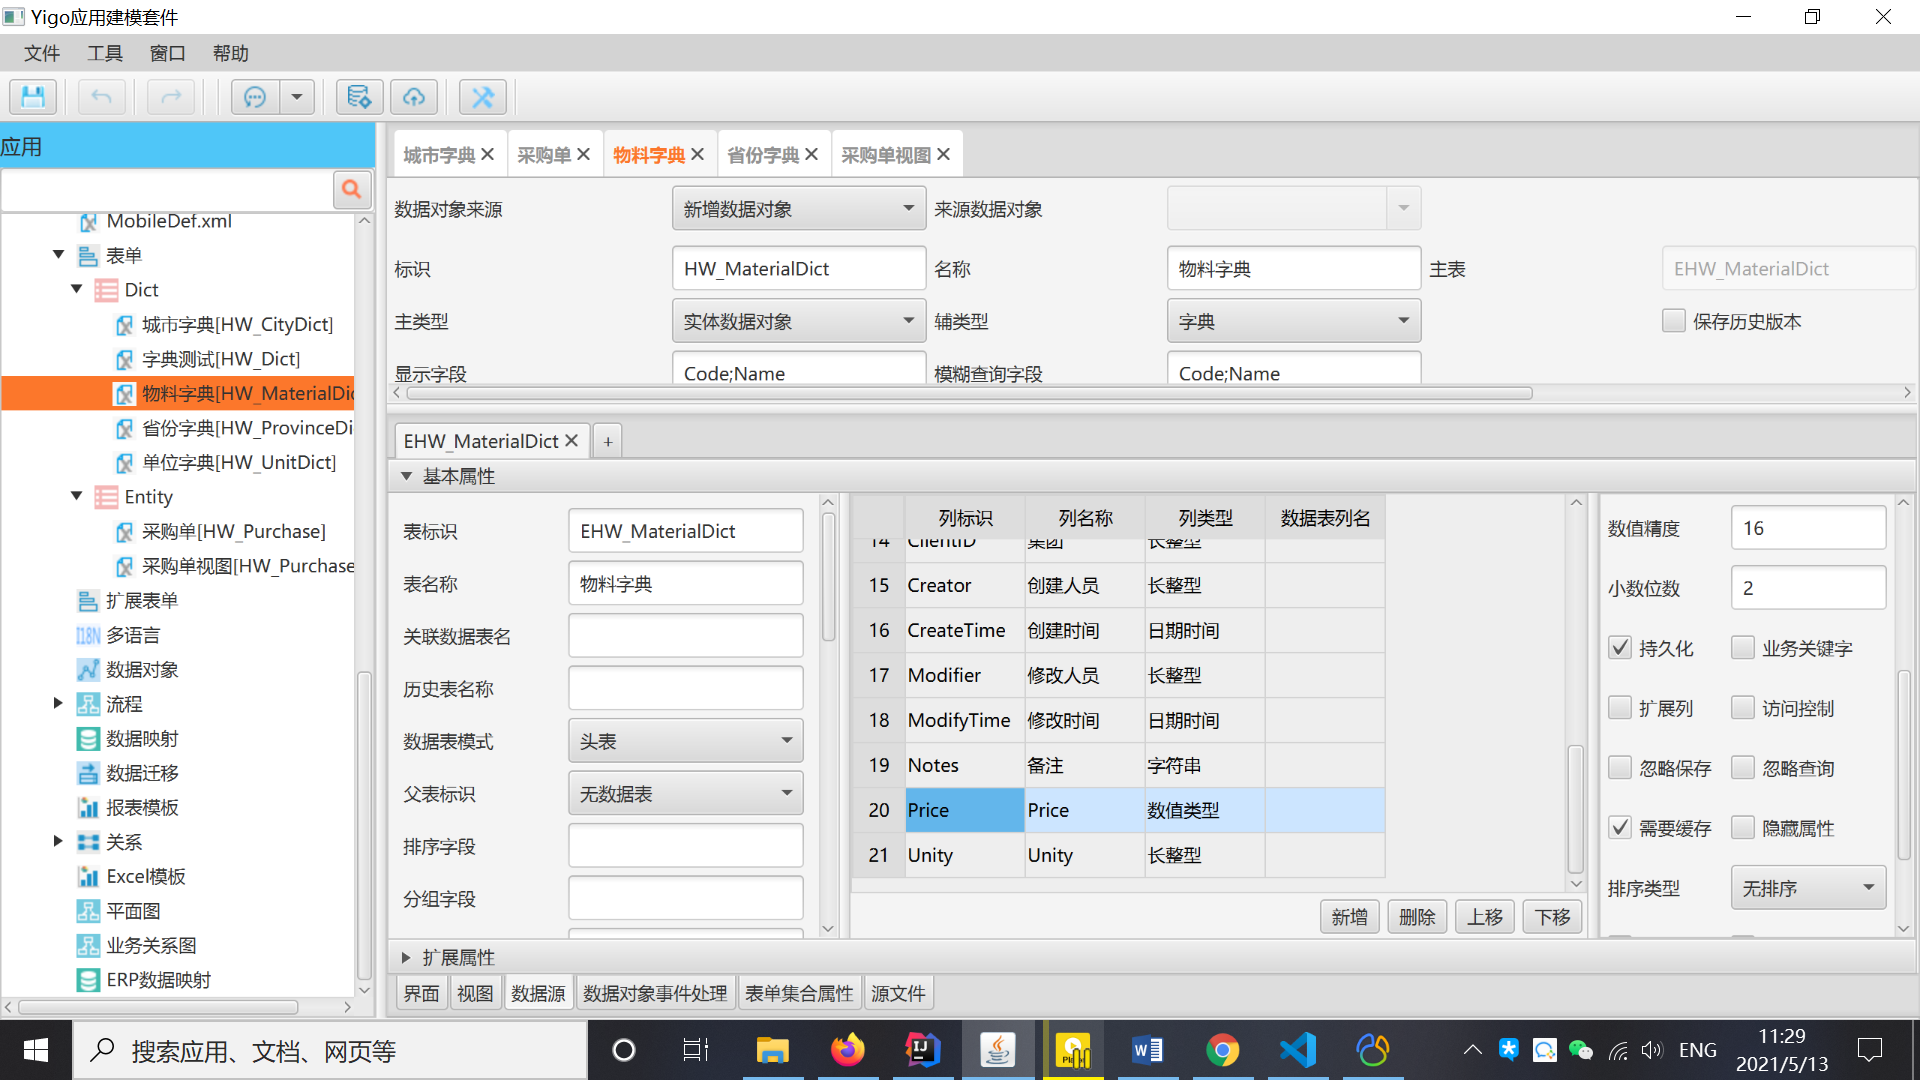 Yigo应用建模套件
文件 工具 窗口 帮助
应用
MobileDef.xml
表单
Dict
城市字典[HW_CityDict]
字典测试[HW_Dict]
物料字典[HW_MaterialDic
省份字典[HW_ProvinceDi
单位字典[HW_UnitDict]
Entity
采购单[HW_Purchase]
采购单视图[HW_Purchase
扩展表单
I18N 多语言
数据对象
流程
数据映射
数据迁移
报表模板
关系
Excel模板
平面图
业务关系图
ERP数据映射
城市字典 采购单 物料字典 省份字典 采购单视图
数据对象来源 新增数据对象 来源数据对象
标识 HW_MaterialDict 名称 物料字典 主表 EHW_MaterialDict
主类型 实体数据对象 辅类型 字典 保存历史版本
显示字段 Code;Name 模糊查询字段 Code;Name
EHW_MaterialDict +
基本属性
表标识 EHW_MaterialDict
表名称 物料字典
关联数据表名
历史表名称
数据表模式 头表
父表标识 无数据表
排序字段
分组字段
列标识 列名称 列类型 数据表列名
14 ClientID 集团 长整型
15 Creator 创建人员 长整型
16 CreateTime 创建时间 日期时间
17 Modifier 修改人员 长整型
18 ModifyTime 修改时间 日期时间
19 Notes 备注 字符串
20 Price Price 数值类型
21 Unity Unity 长整型
新增 删除 上移 下移
数值精度 16
小数位数 2
持久化 业务关键字
扩展列 访问控制
忽略保存 忽略查询
需要缓存 隐藏属性
排序类型 无排序
扩展属性
界面 视图 数据源 数据对象事件处理 表单集合属性 源文件
搜索应用、文档、网页等
ENG
11:29
2021/5/13